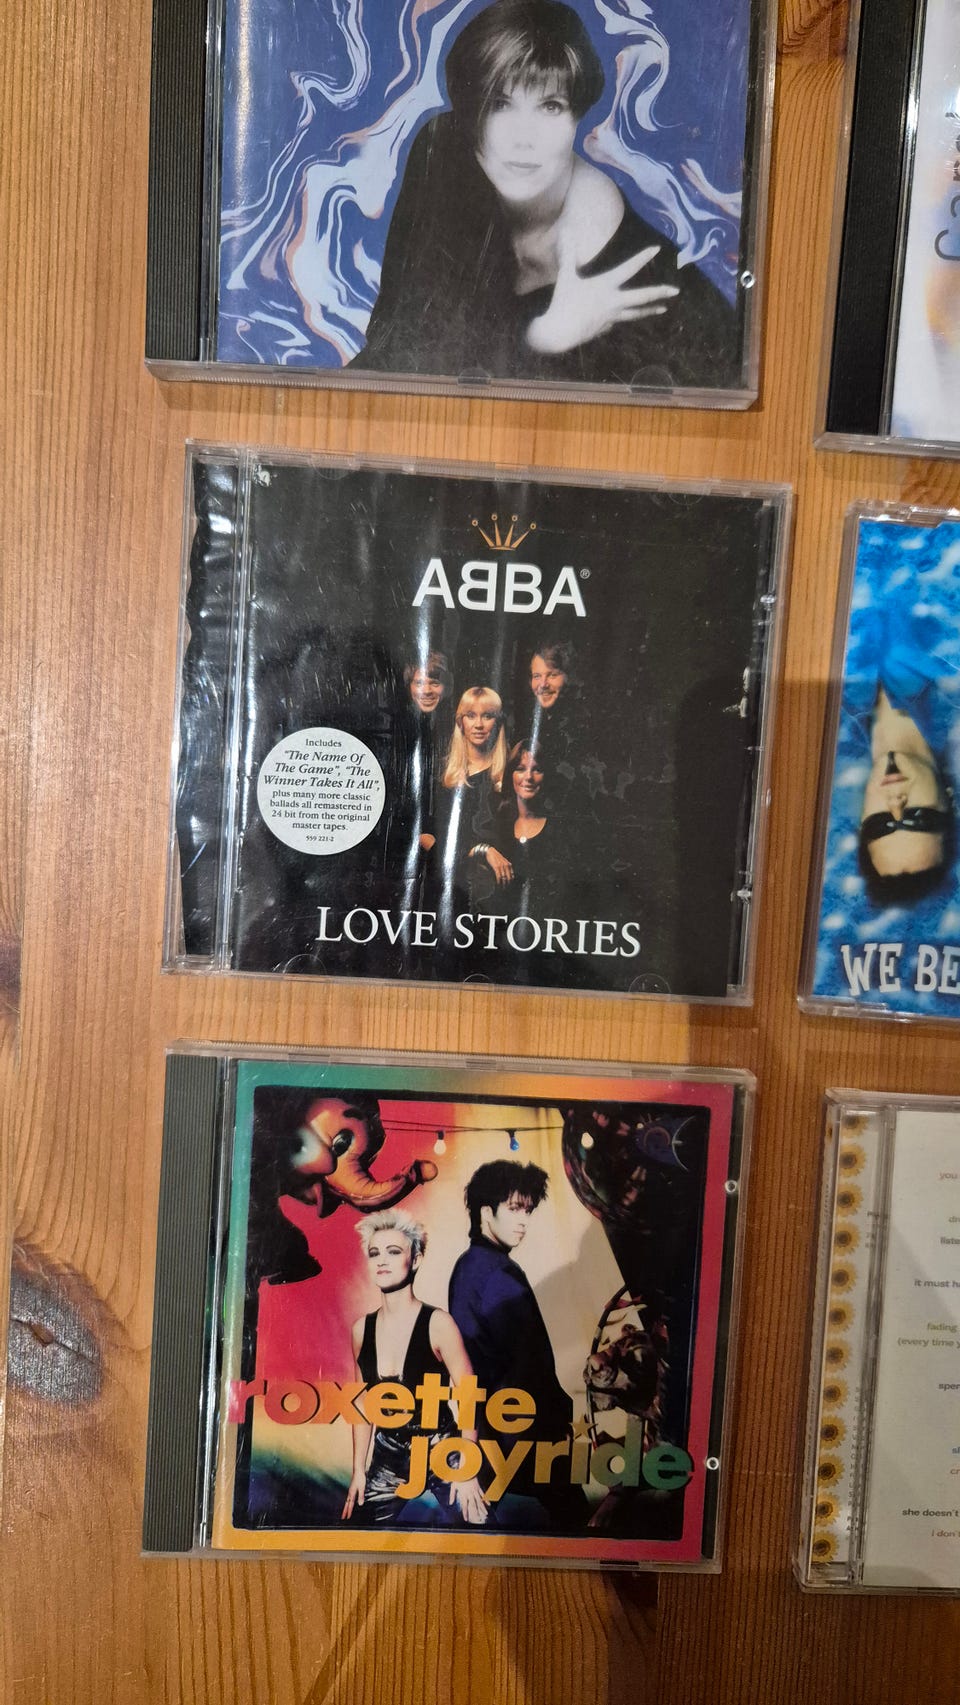 ABBA®
Includes
"The Name Of
The Game", "The
Winner Takes It All",
plus many more classic
ballads all remastered in
24 bit from the original
master tapes.
559 221-2
LOVE STORIES
WE BE
roxette
joyride
you
liste
it must ha
fading
(every time y
spen
she doesn't
i don't